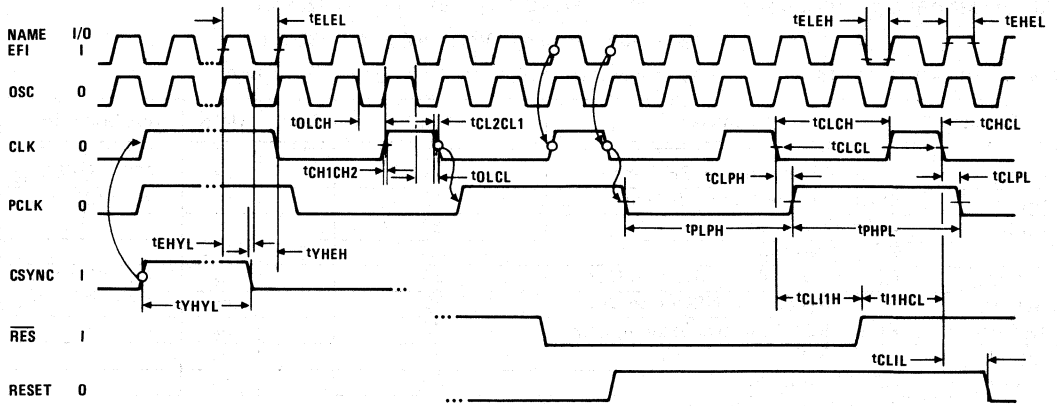 NAME I/O
tELEL tELEH tEHEL
EFI I
OSC O
tOLCH tCL2CL1 tCLCH tCHCL
CLK O
tCLCL
tCH1CH2 tOLCL tCLPH tCLPL
PCLK O
tPLPH tPHPL
tEHYL tYHEH
CSYNC I
tYHYL tCLI1H tI1HCL
RES I
tCLIL
RESET O